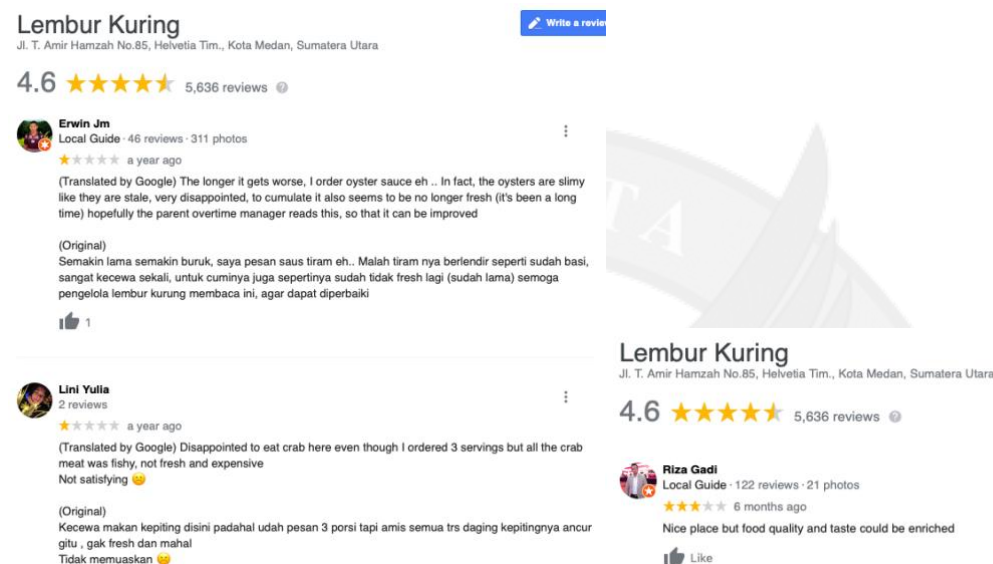 Lembur Kuring
Write a revie
Jl. T. Amir Hamzah No.85, Helvetia Tim., Kota Medan, Sumatera Utara
4.6 5,636 reviews
Erwin Jm
Local Guide · 46 reviews · 311 photos
a year ago
(Translated by Google) The longer it gets worse, I order oyster sauce eh .. In fact, the oysters are slimy
like they are stale, very disappointed, to cumulate it also seems to be no longer fresh (it's been a long
time) hopefully the parent overtime manager reads this, so that it can be improved
(Original)
Semakin lama semakin buruk, saya pesan saus tiram eh.. Malah tiram nya berlendir seperti sudah basi,
sangat kecewa sekali, untuk cuminya juga sepertinya sudah tidak fresh lagi (sudah lama) semoga
pengelola lembur kurung membaca ini, agar dapat diperbaiki
1
Lini Yulia
2 reviews
a year ago
(Translated by Google) Disappointed to eat crab here even though I ordered 3 servings but all the crab
meat was fishy, not fresh and expensive
Not satisfying
(Original)
Kecewa makan kepiting disini padahal udah pesan 3 porsi tapi amis semua trs daging kepitingnya ancur
gitu , gak fresh dan mahal
Tidak memuaskan
TA
Lembur Kuring
Jl. T. Amir Hamzah No.85, Helvetia Tim., Kota Medan, Sumatera Utara
4.6 5,636 reviews
Riza Gadi
Local Guide · 122 reviews · 21 photos
6 months ago
Nice place but food quality and taste could be enriched
Like